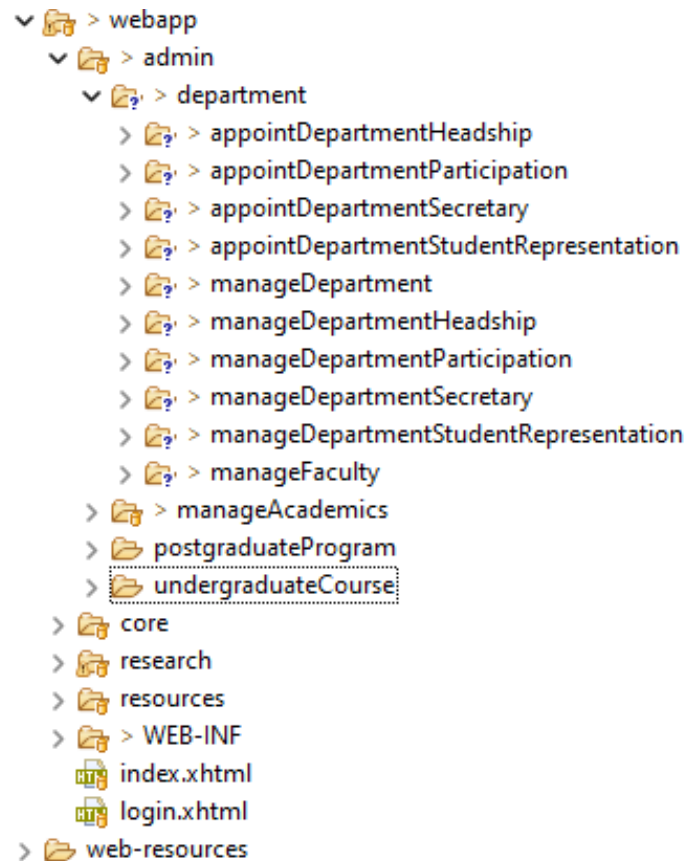 > webapp
> admin
> department
> appointDepartmentHeadship
> appointDepartmentParticipation
> appointDepartmentSecretary
> appointDepartmentStudentRepresentation
> manageDepartment
> manageDepartmentHeadship
> manageDepartmentParticipation
> manageDepartmentSecretary
> manageDepartmentStudentRepresentation
> manageFaculty
> manageAcademics
postgraduateProgram
undergraduateCourse
core
research
resources
> WEB-INF
index.xhtml
login.xhtml
web-resources